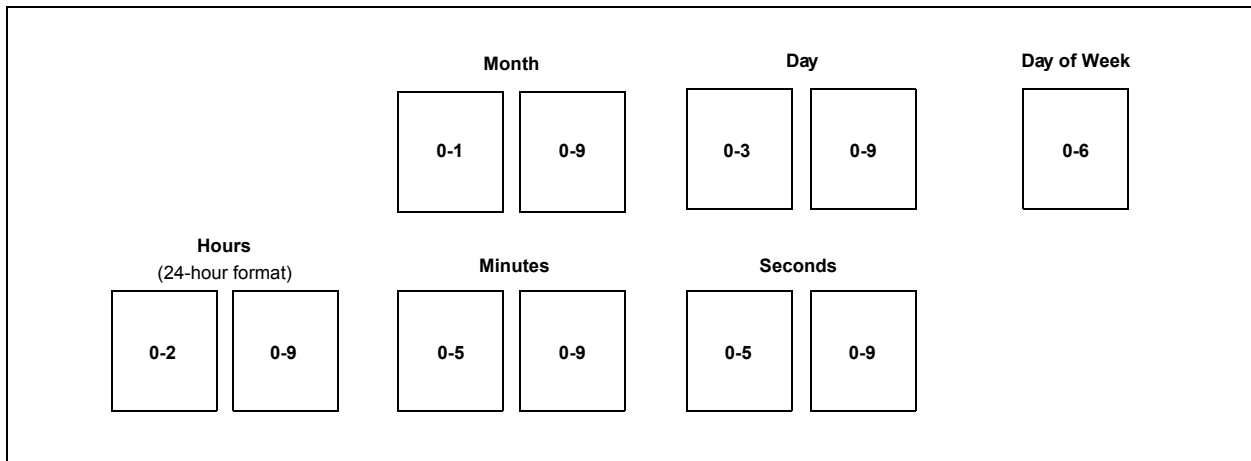 Month Day Day of Week
0-1 0-9 0-3 0-9 0-6
Hours
(24-hour format)
Minutes Seconds
0-2 0-9 0-5 0-9 0-5 0-9